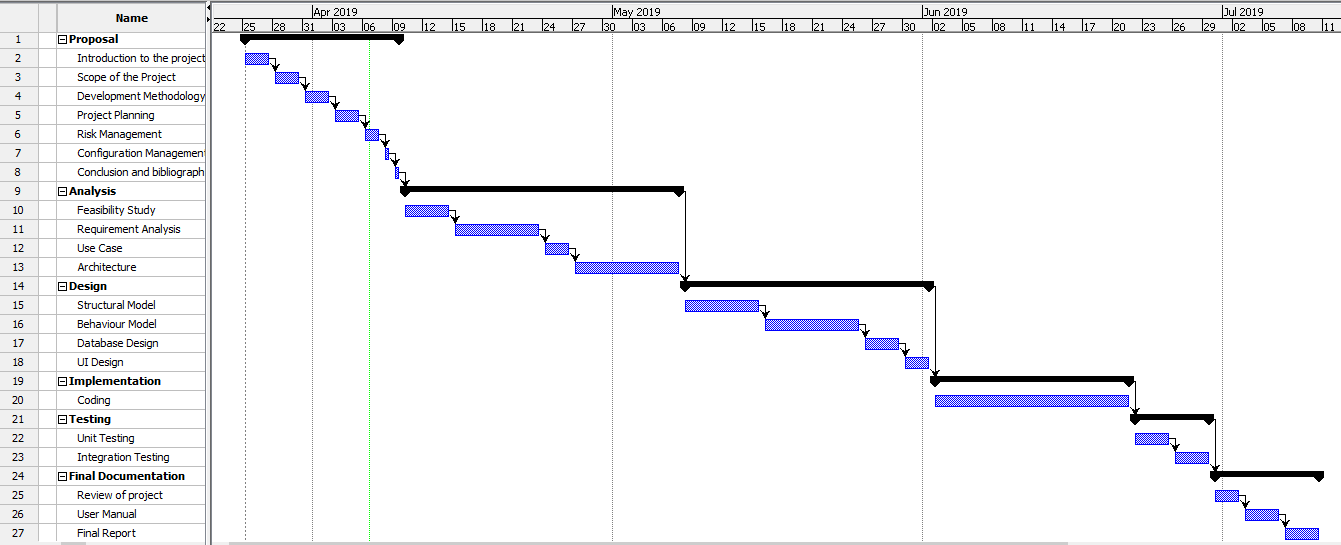 Name
Apr 2019 May 2019 Jun 2019 Jul 2019
22 25 28 31 03 06 09 12 15 18 21 24 27 30 03 06 09 12 15 18 21 24 27 30 02 05 08 11 14 17 20 23 26 29 02 05 08 11
1 Proposal
2 Introduction to the project
3 Scope of the Project
4 Development Methodology
5 Project Planning
6 Risk Management
7 Configuration Management
8 Conclusion and bibliograph
9 Analysis
10 Feasibility Study
11 Requirement Analysis
12 Use Case
13 Architecture
14 Design
15 Structural Model
16 Behaviour Model
17 Database Design
18 UI Design
19 Implementation
20 Coding
21 Testing
22 Unit Testing
23 Integration Testing
24 Final Documentation
25 Review of project
26 User Manual
27 Final Report